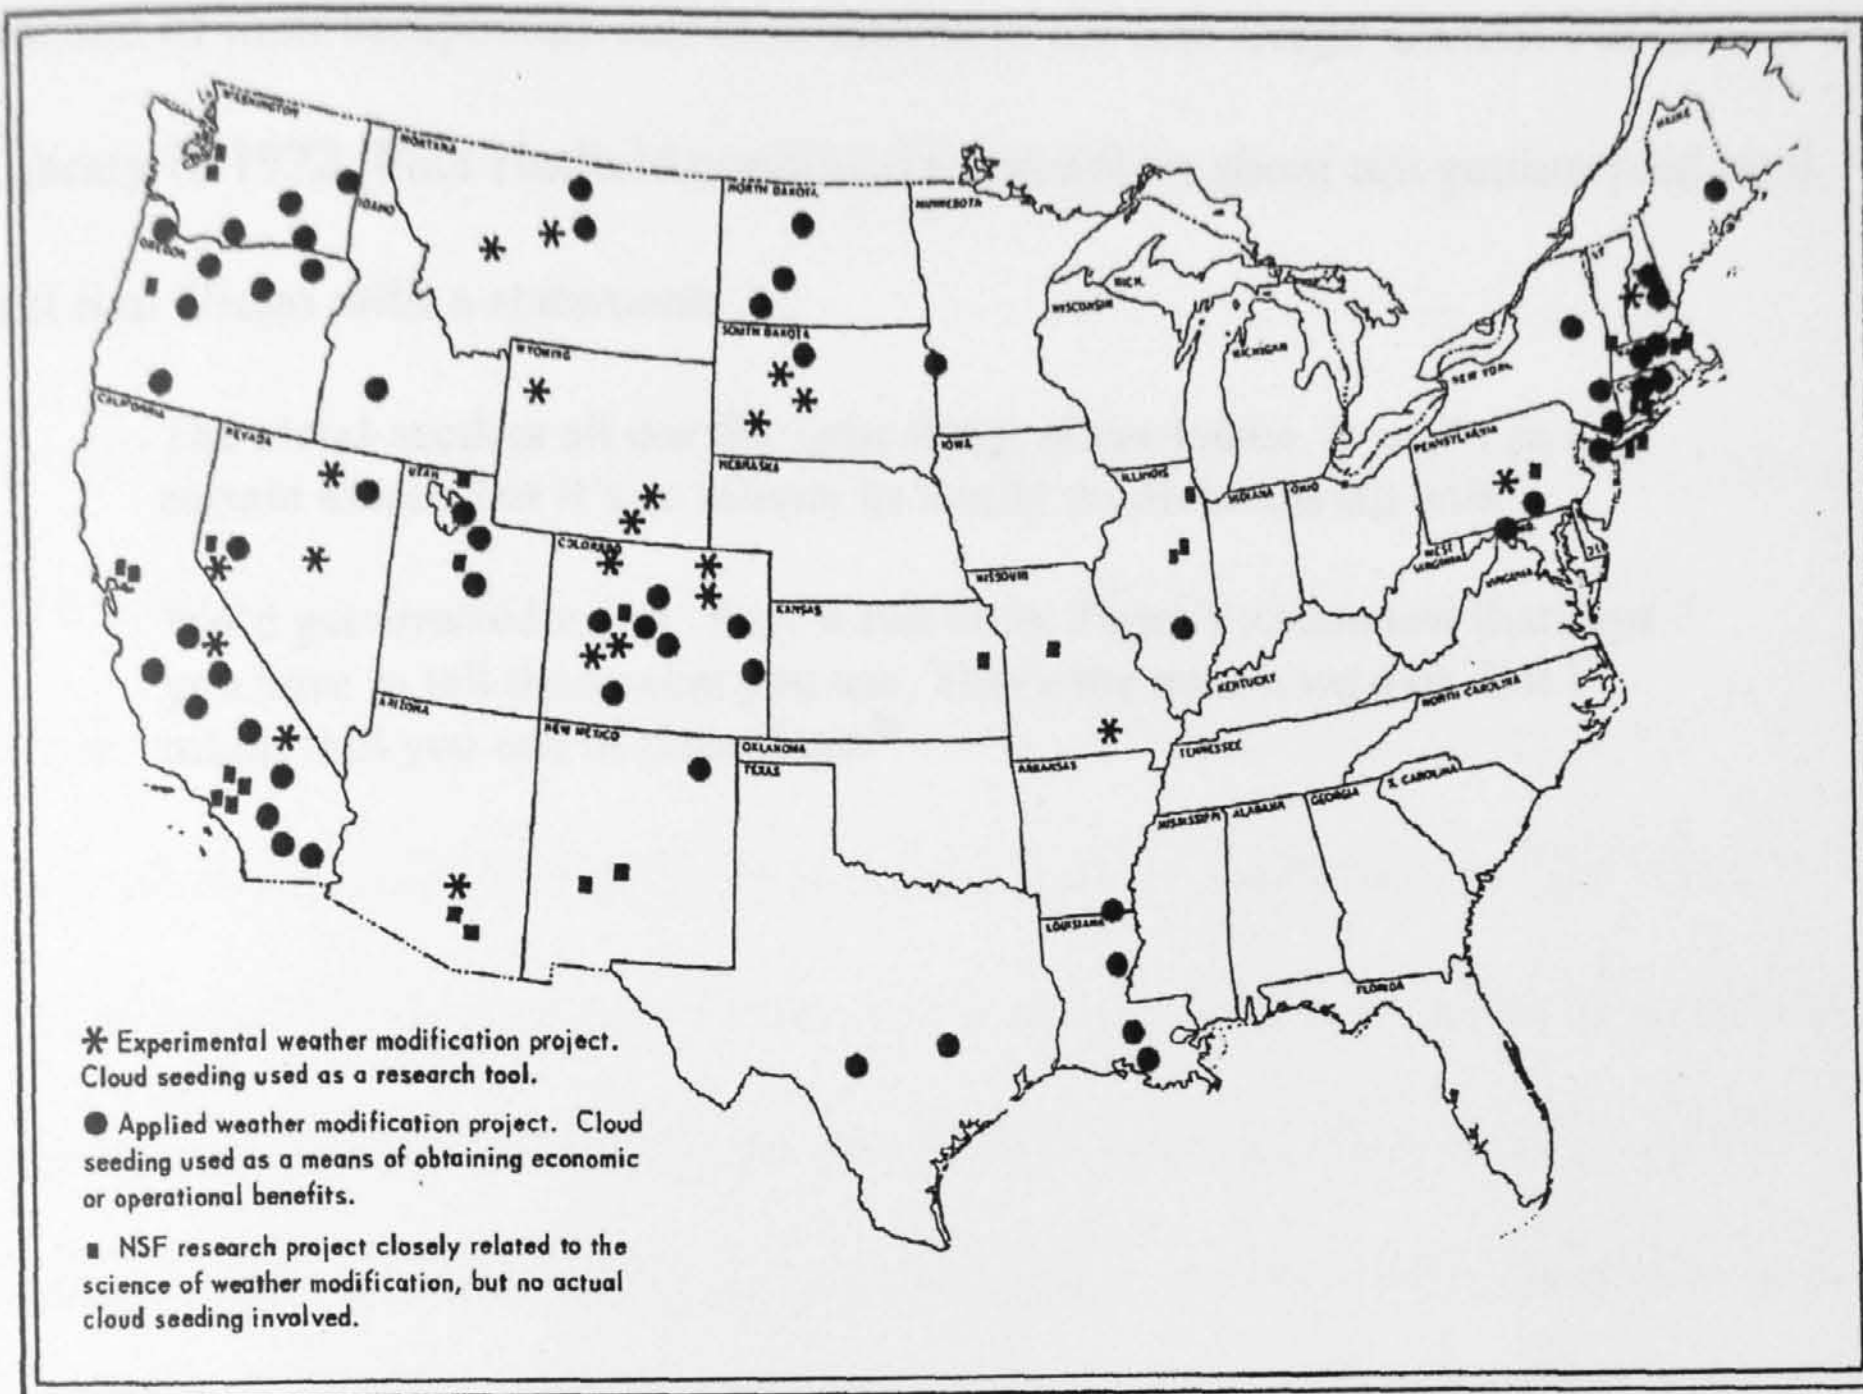 WASHINGTON
MONTANA
IDAHO
NORTH DAKOTA
MINNESOTA
MAINE
OREGON
VT
WISCONSIN
MICH.
SOUTH DAKOTA
WYOMING
MICHIGAN
NEW YORK
CALIFORNIA
NEVADA
UTAH
IOWA
NEBRASKA
PENNSYLVANIA
ILLINOIS
INDIANA
OHIO
COLORADO
WEST
VIRGINIA
VIRGINIA
MISSOURI
KANSAS
KENTUCKY
NORTH CAROLINA
ARIZONA
NEW MEXICO
OKLAHOMA
TENNESSEE
TEXAS
ARKANSAS
S. CAROLINA
MISSISSIPPI
ALABAMA
GEORGIA
LOUISIANA
FLORIDA
Experimental weather modification project.
Cloud seeding used as a research tool.
Applied weather modification project. Cloud
seeding used as a means of obtaining economic
or operational benefits.
NSF research project closely related to the
science of weather modification, but no actual
cloud seeding involved.